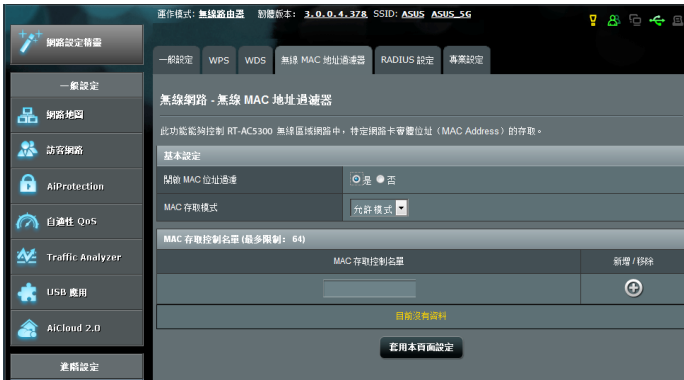 運作模式: 無線路由器 韌體版本: 3.0.0.4.378 SSID: ASUS ASUS_5G
網路設定精靈
一般設定 WPS WDS 無線 MAC 地址過濾器 RADIUS 設定 專業設定
一般設定
無線網路 - 無線 MAC 地址過濾器
網路地圖
此功能能夠控制 RT-AC5300 無線區域網路中，特定網路卡實體位址（MAC Address）的存取。
訪客網路
基本設定
AiProtection
開啟 MAC 位址過濾 是 否
自適性 QoS
MAC 存取模式 允許模式
MAC 存取控制名單 (最多限制: 64)
Traffic Analyzer
MAC 存取控制名單 新增 / 移除
USB 應用
目前沒有資料
AiCloud 2.0
套用本頁面設定
進階設定